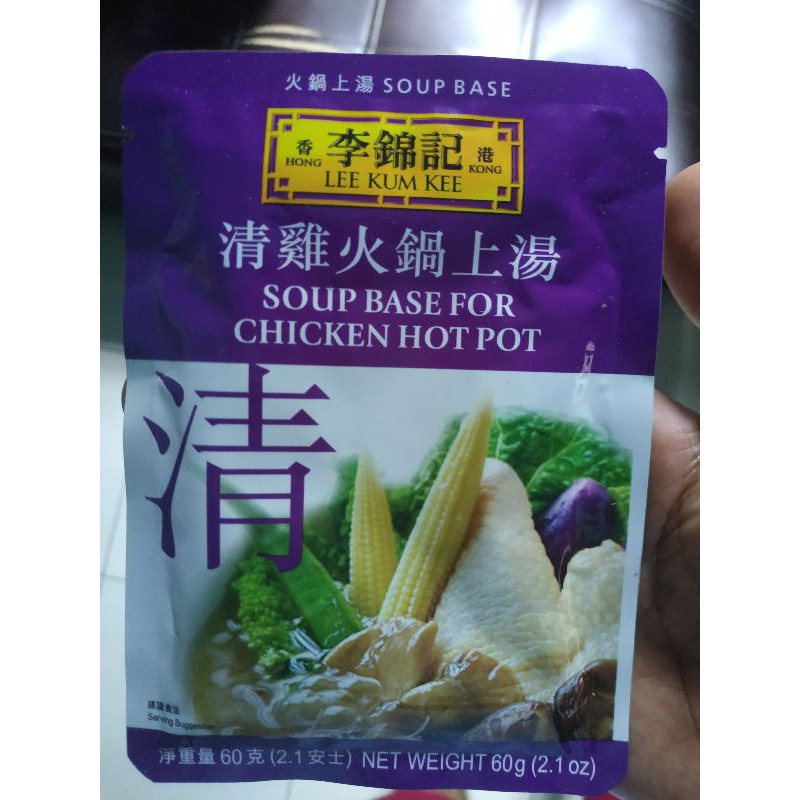 火鍋上湯 SOUP BASE
香 李錦記 港
HONG LEE KUM KEE KONG
清雞火鍋上湯
SOUP BASE FOR
CHICKEN HOT POT
清
建議食法
Serving Suggestion
淨重量 60 克 (2.1 安士) NET WEIGHT 60g (2.1 oz)